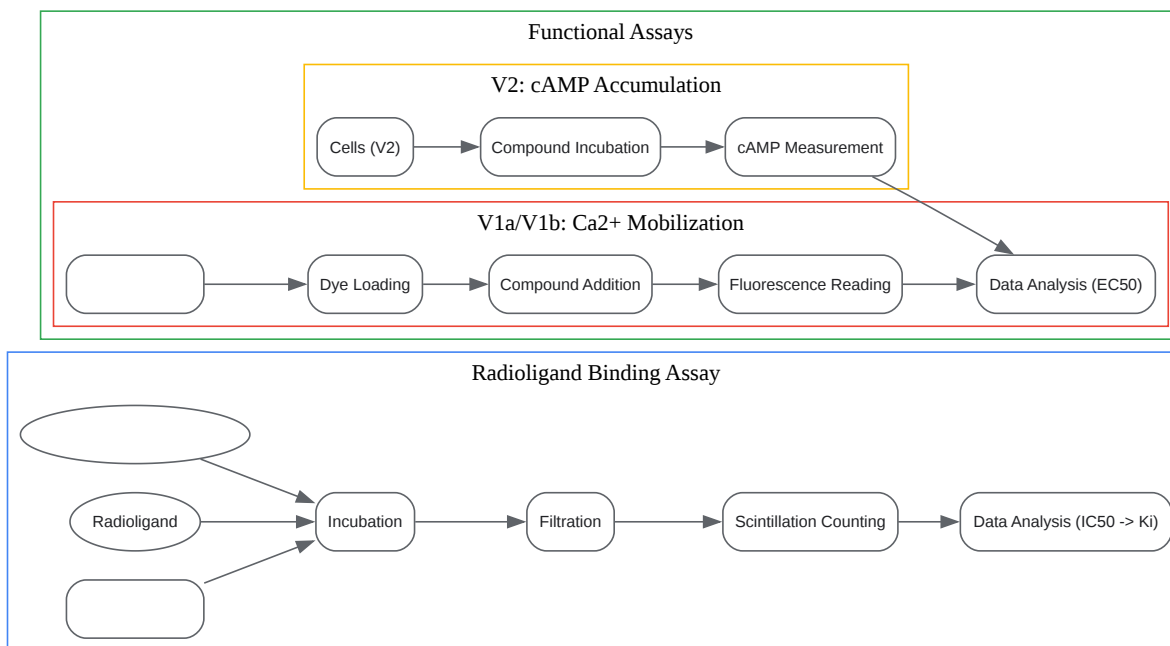 Functional Assays
V2: cAMP Accumulation
Cells (V2)
Compound Incubation
cAMP Measurement
V1a/V1b: Ca2+ Mobilization
Dye Loading
Compound Addition
Fluorescence Reading
Data Analysis (EC50)
Radioligand Binding Assay
Radioligand
Incubation
Filtration
Scintillation Counting
Data Analysis (IC50 -> Ki)